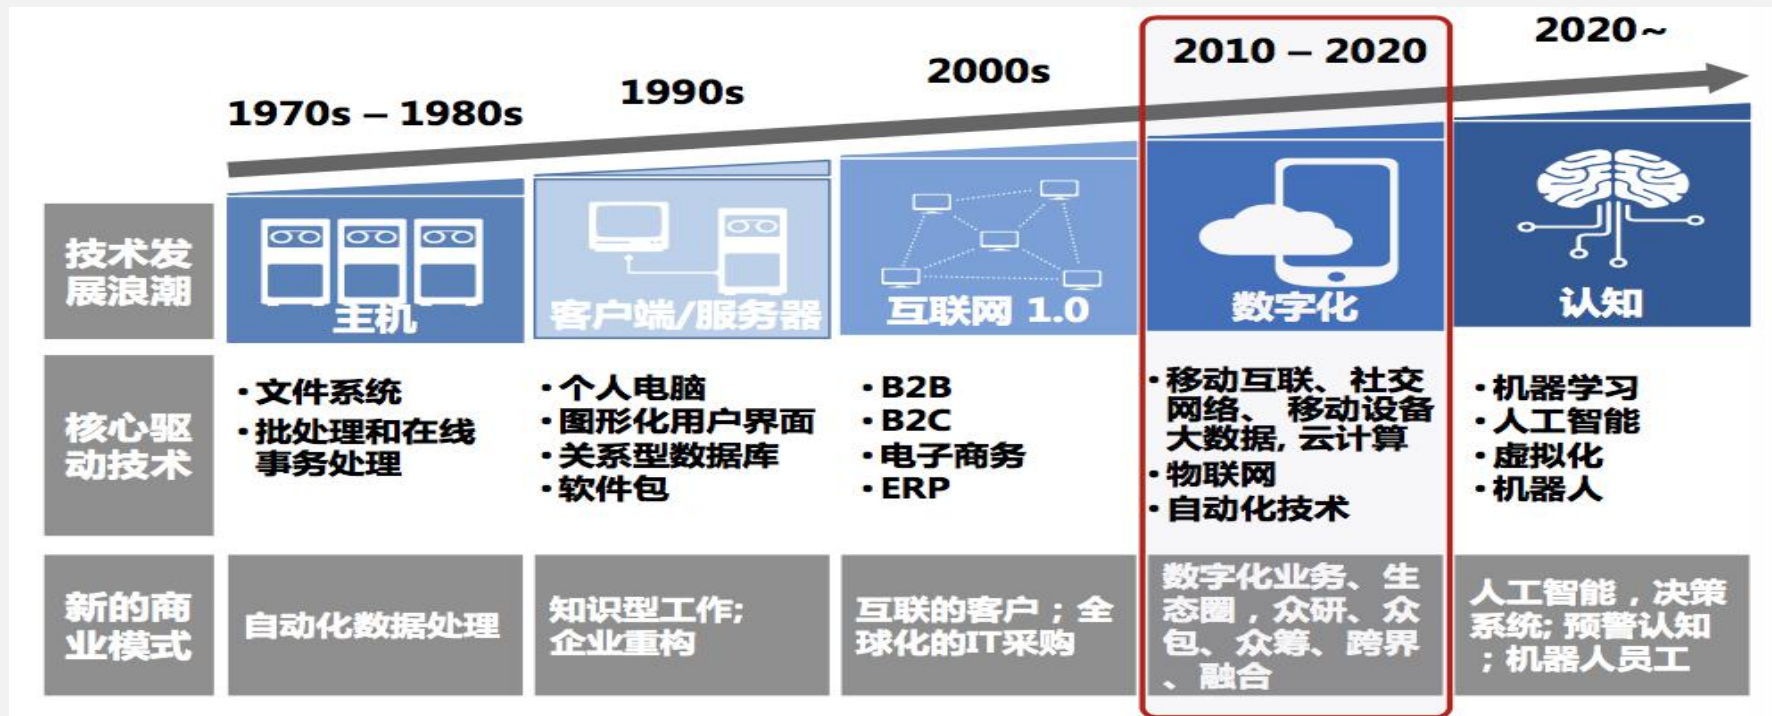 1970s – 1980s
1990s
2000s
2010 – 2020
2020~
技术发
展浪潮
主机
客户端/服务器
互联网 1.0
数字化
认知
核心驱
动技术
·文件系统
·批处理和在线
事务处理
·个人电脑
·图形化用户界面
·关系型数据库
·软件包
·B2B
·B2C
·电子商务
·ERP
·移动互联、社交
网络、 移动设备
大数据, 云计算
·物联网
·自动化技术
·机器学习
·人工智能
·虚拟化
·机器人
新的商
业模式
自动化数据处理
知识型工作;
企业重构
互联的客户；全
球化的IT采购
数字化业务、生
态圈，众研、众
包、众筹、跨界
、融合
人工智能，决策
系统; 预警认知
；机器人员工